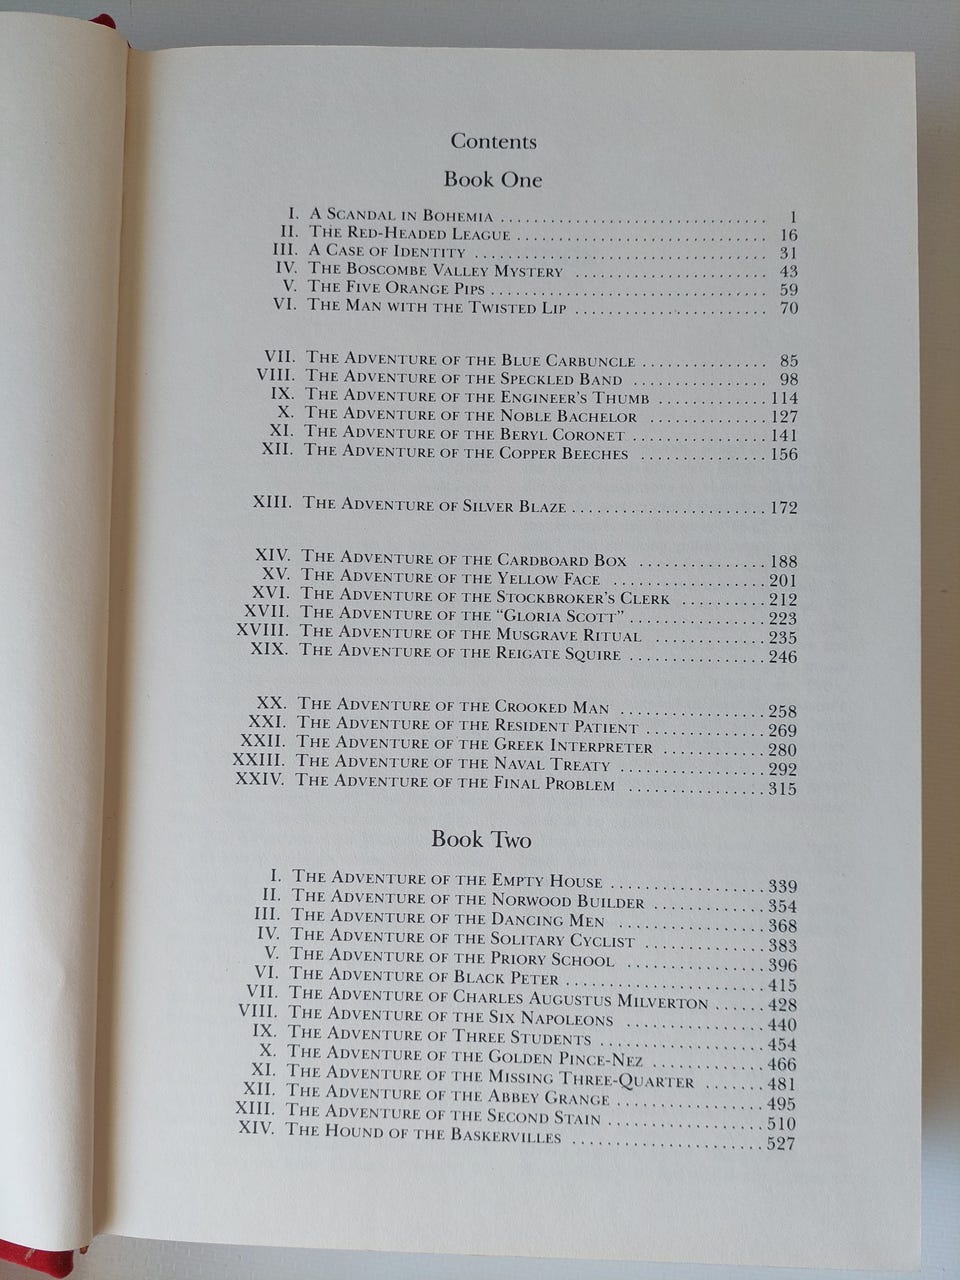 Contents
Book One
I. A Scandal in Bohemia ................................ 1
II. The Red-Headed League .............................. 16
III. A Case of Identity ................................... 31
IV. The Boscombe Valley Mystery ....................... 43
V. The Five Orange Pips ................................. 59
VI. The Man with the Twisted Lip ....................... 70
VII. The Adventure of the Blue Carbuncle ............... 85
VIII. The Adventure of the Speckled Band ................ 98
IX. The Adventure of the Engineer's Thumb ............. 114
X. The Adventure of the Noble Bachelor .............. 127
XI. The Adventure of the Beryl Coronet ................ 141
XII. The Adventure of the Copper Beeches ............... 156
XIII. The Adventure of Silver Blaze ....................... 172
XIV. The Adventure of the Cardboard Box ............... 188
XV. The Adventure of the Yellow Face .................. 201
XVI. The Adventure of the Stockbroker's Clerk .......... 212
XVII. The Adventure of the “Gloria Scott” ................ 223
XVIII. The Adventure of the Musgrave Ritual ............. 235
XIX. The Adventure of the Reigate Squire ................ 246
XX. The Adventure of the Crooked Man ................. 258
XXI. The Adventure of the Resident Patient .............. 269
XXII. The Adventure of the Greek Interpreter ............ 280
XXIII. The Adventure of the Naval Treaty ................. 292
XXIV. The Adventure of the Final Problem ................ 315
Book Two
I. The Adventure of the Empty House .................. 339
II. The Adventure of the Norwood Builder ............. 354
III. The Adventure of the Dancing Men ................. 368
IV. The Adventure of the Solitary Cyclist .............. 383
V. The Adventure of the Priory School ................ 396
VI. The Adventure of Black Peter ........................ 415
VII. The Adventure of Charles Augustus Milverton ...... 428
VIII. The Adventure of the Six Napoleons ................ 440
IX. The Adventure of Three Students .................... 454
X. The Adventure of the Golden Pince-Nez ............. 466
XI. The Adventure of the Missing Three-Quarter ....... 481
XII. The Adventure of the Abbey Grange ................. 495
XIII. The Adventure of the Second Stain .................. 510
XIV. The Hound of the Baskervilles ....................... 527